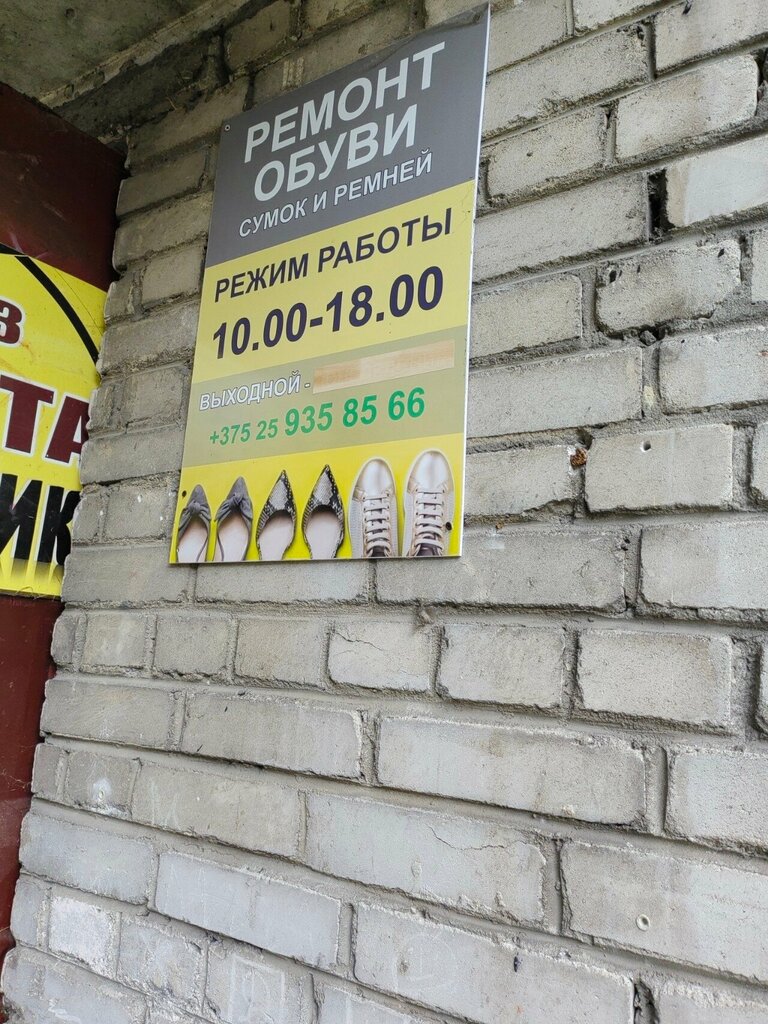 РЕМОНТ
ОБУВИ
СУМОК И РЕМНЕЙ
РЕЖИМ РАБОТЫ
10.00-18.00
ВЫХОДНОЙ -
+375 25 935 85 66